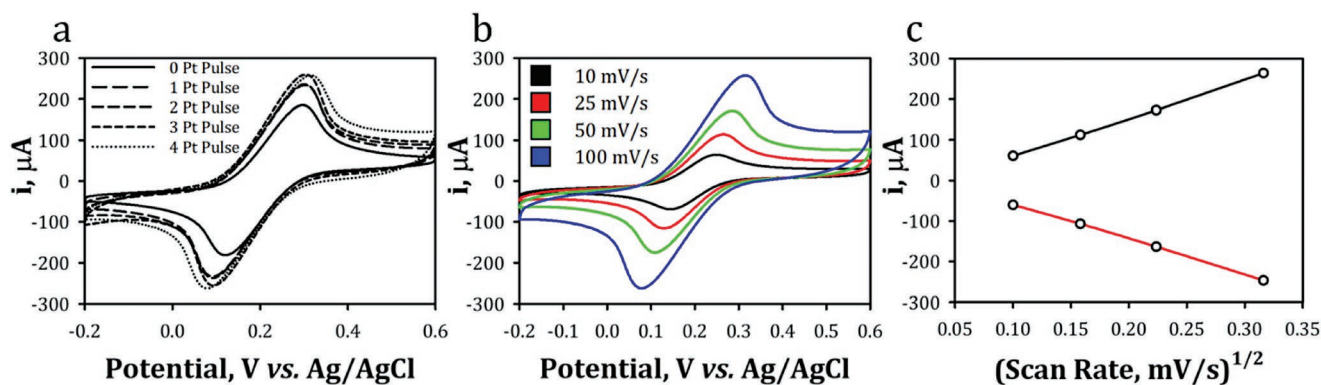 a
300
200
100
0
-100
-200
-300
i, µA
0 Pt Pulse
1 Pt Pulse
2 Pt Pulse
3 Pt Pulse
4 Pt Pulse
-0.2 0.0 0.2 0.4 0.6
Potential, V vs. Ag/AgCl
b
300
200
100
0
-100
-200
-300
i, µA
10 mV/s
25 mV/s
50 mV/s
100 mV/s
-0.2 -0.1 0.0 0.1 0.2 0.3 0.4 0.5 0.6
Potential, V vs. Ag/AgCl
c
300
200
100
0
-100
-200
-300
i, µA
0.05 0.10 0.15 0.20 0.25 0.30 0.35
(Scan Rate, mV/s)1/2